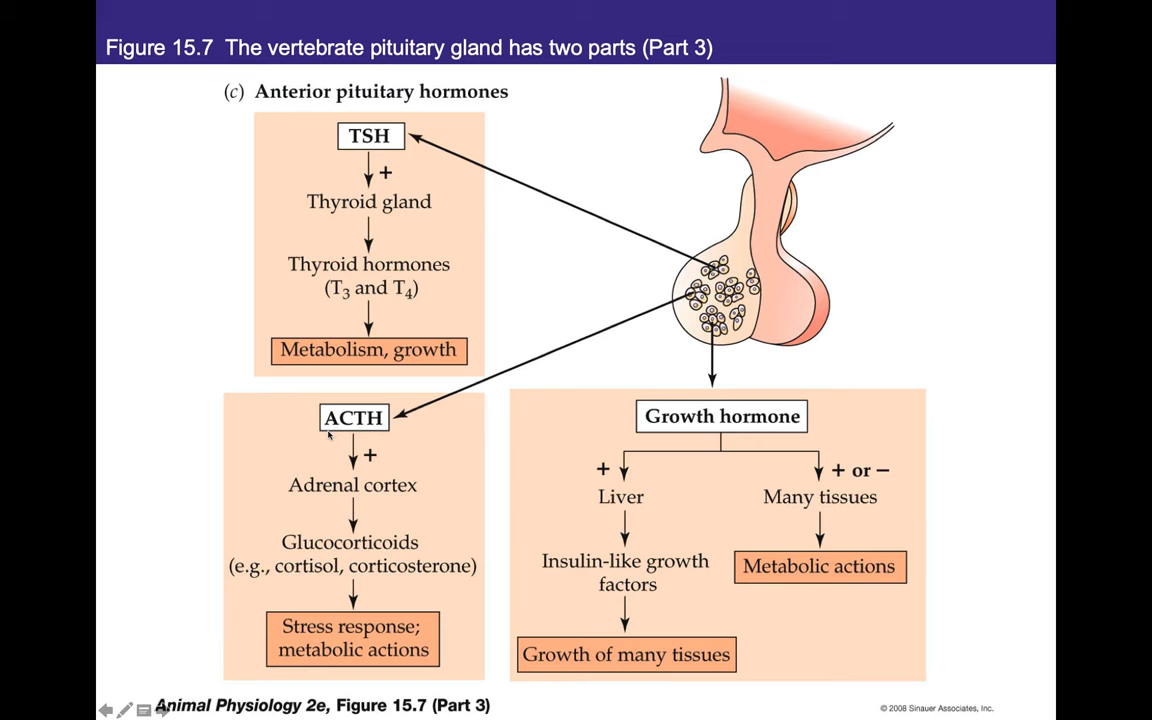 Figure 15.7  The vertebrate pituitary gland has two parts (Part 3)
(c) Anterior pituitary hormones
TSH
+
Thyroid gland
Thyroid hormones
(T₃ and T₄)
Metabolism, growth
ACTH
+
Adrenal cortex
Glucocorticoids
(e.g., cortisol, corticosterone)
Stress response;
metabolic actions
Growth hormone
+
Liver
Insulin-like growth
factors
Growth of many tissues
+ or −
Many tissues
Metabolic actions
Animal Physiology 2e, Figure 15.7 (Part 3)
© 2008 Sinauer Associates, Inc.